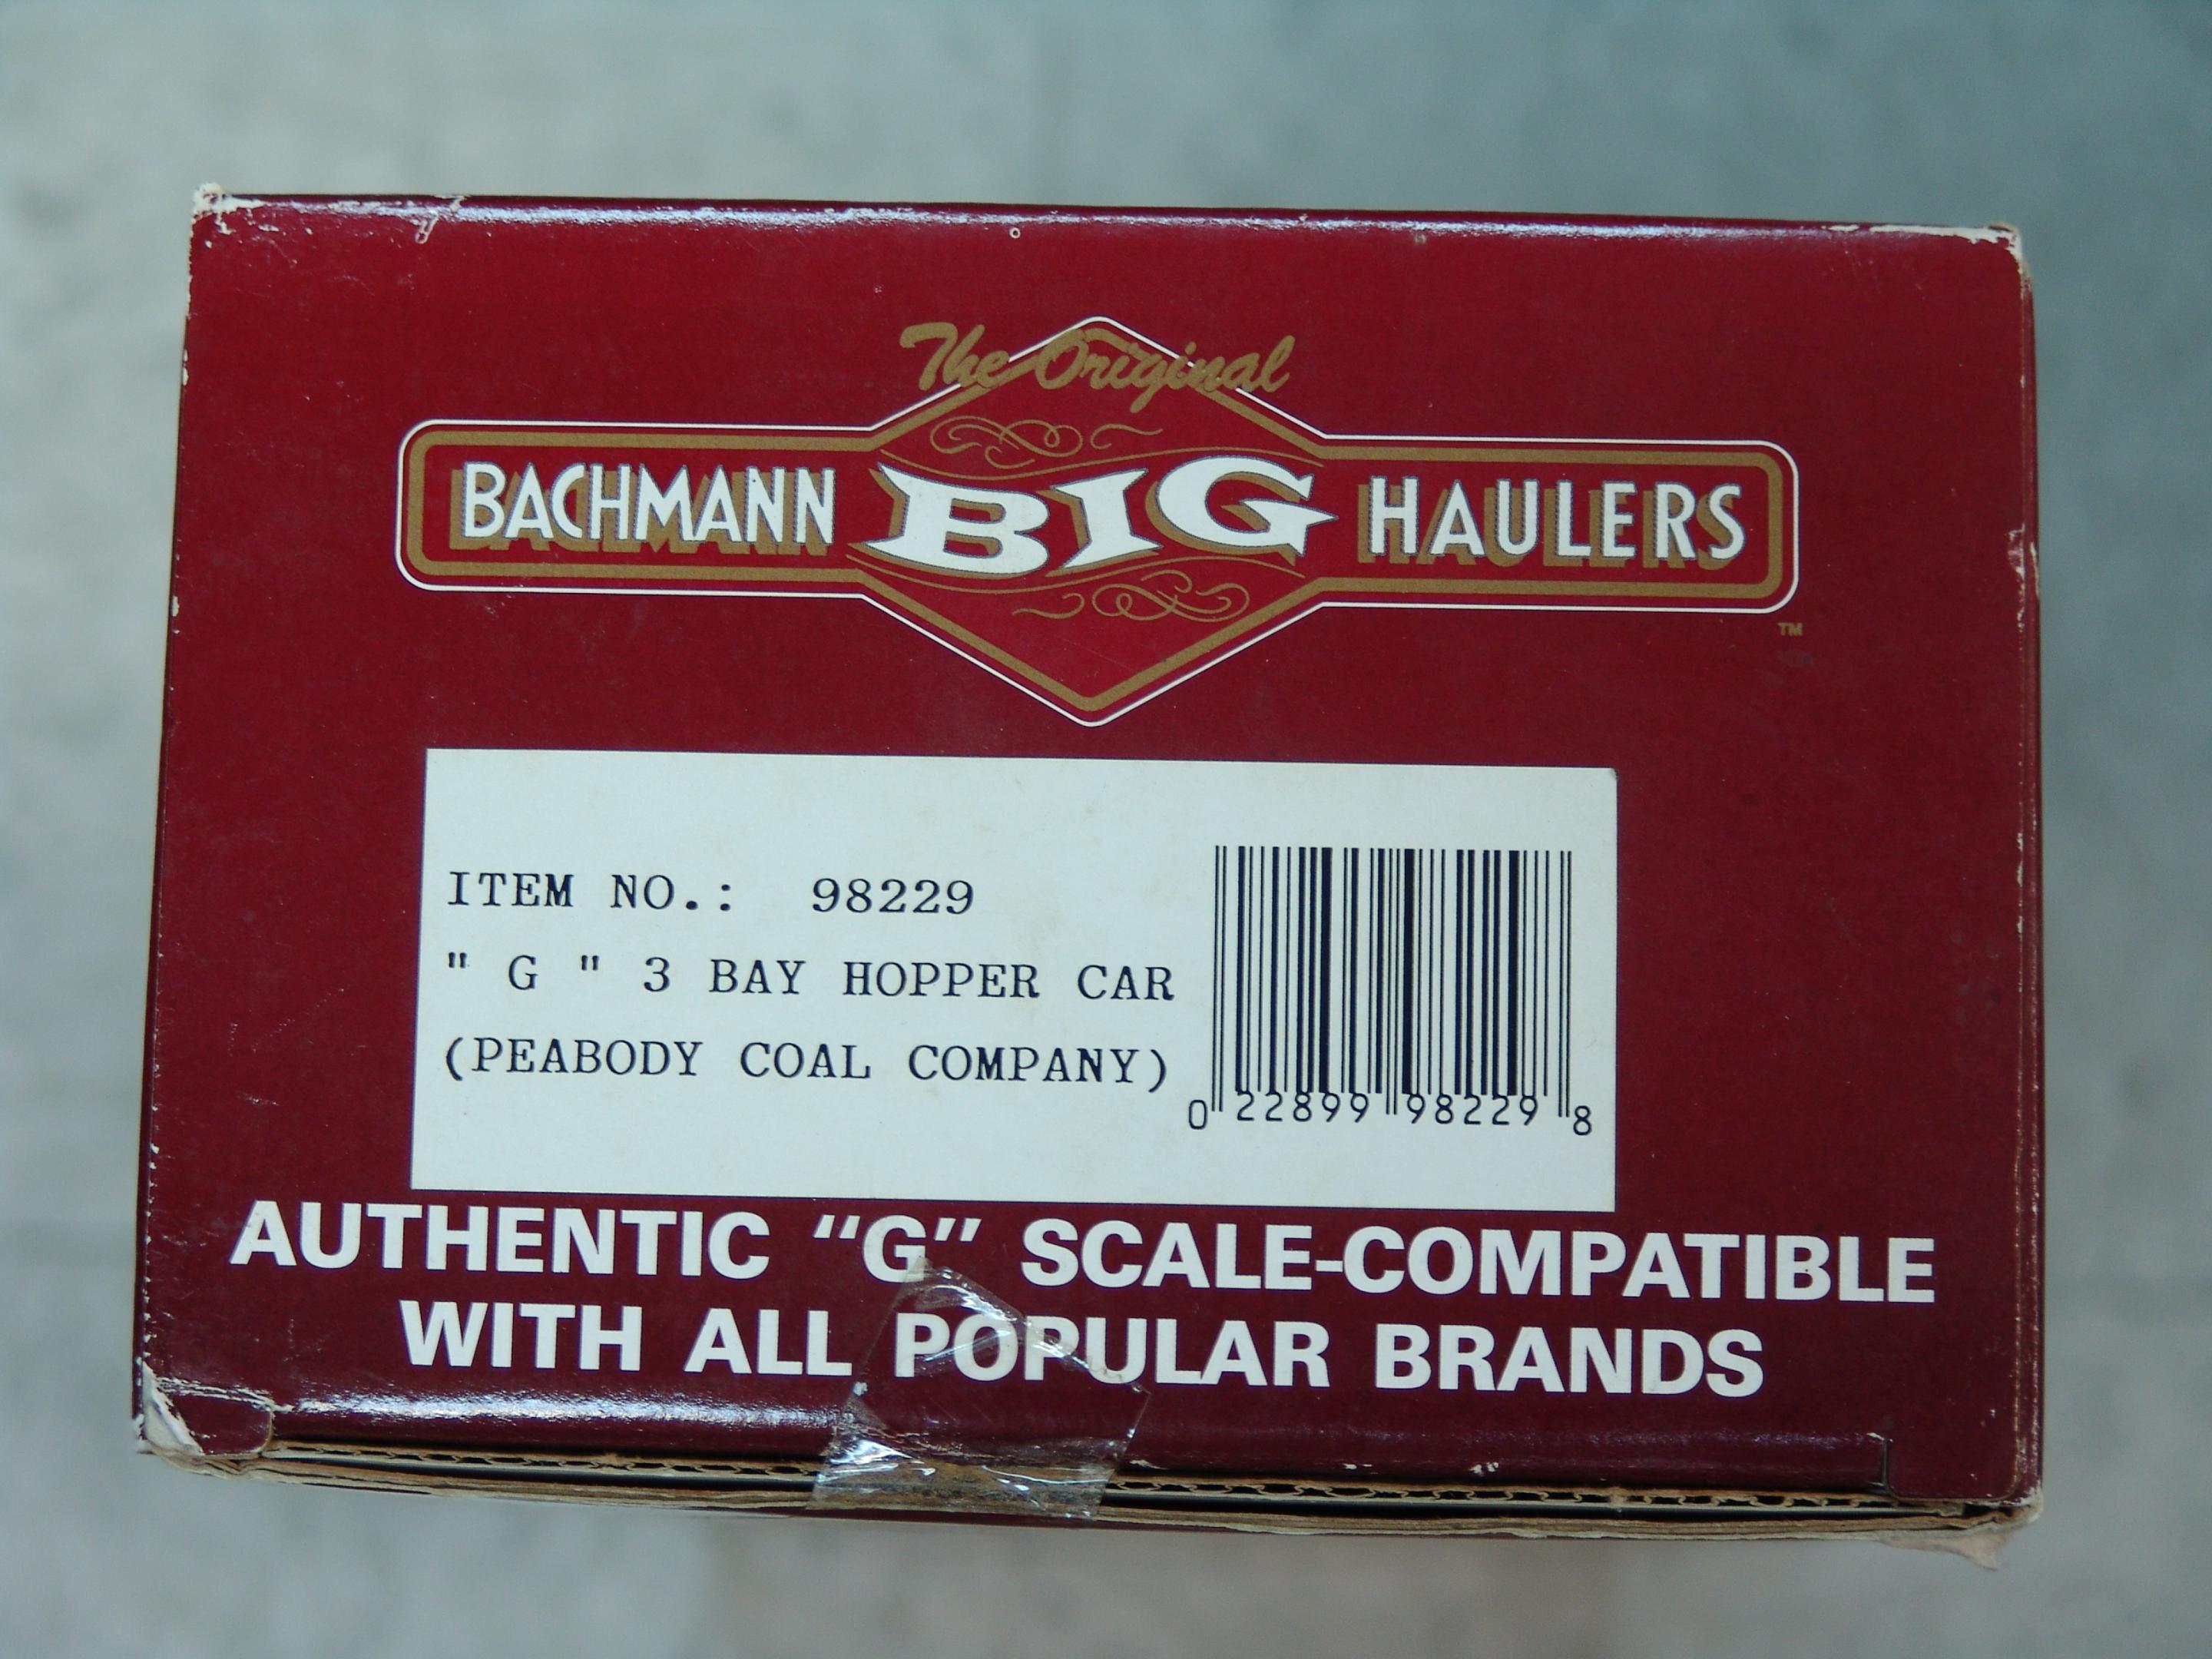 The Original
BACHMANN BIG HAULERS
TM
ITEM NO.: 98229
" G " 3 BAY HOPPER CAR
(PEABODY COAL COMPANY)
0 22899 98229 8
AUTHENTIC “G” SCALE-COMPATIBLE
WITH ALL POPULAR BRANDS